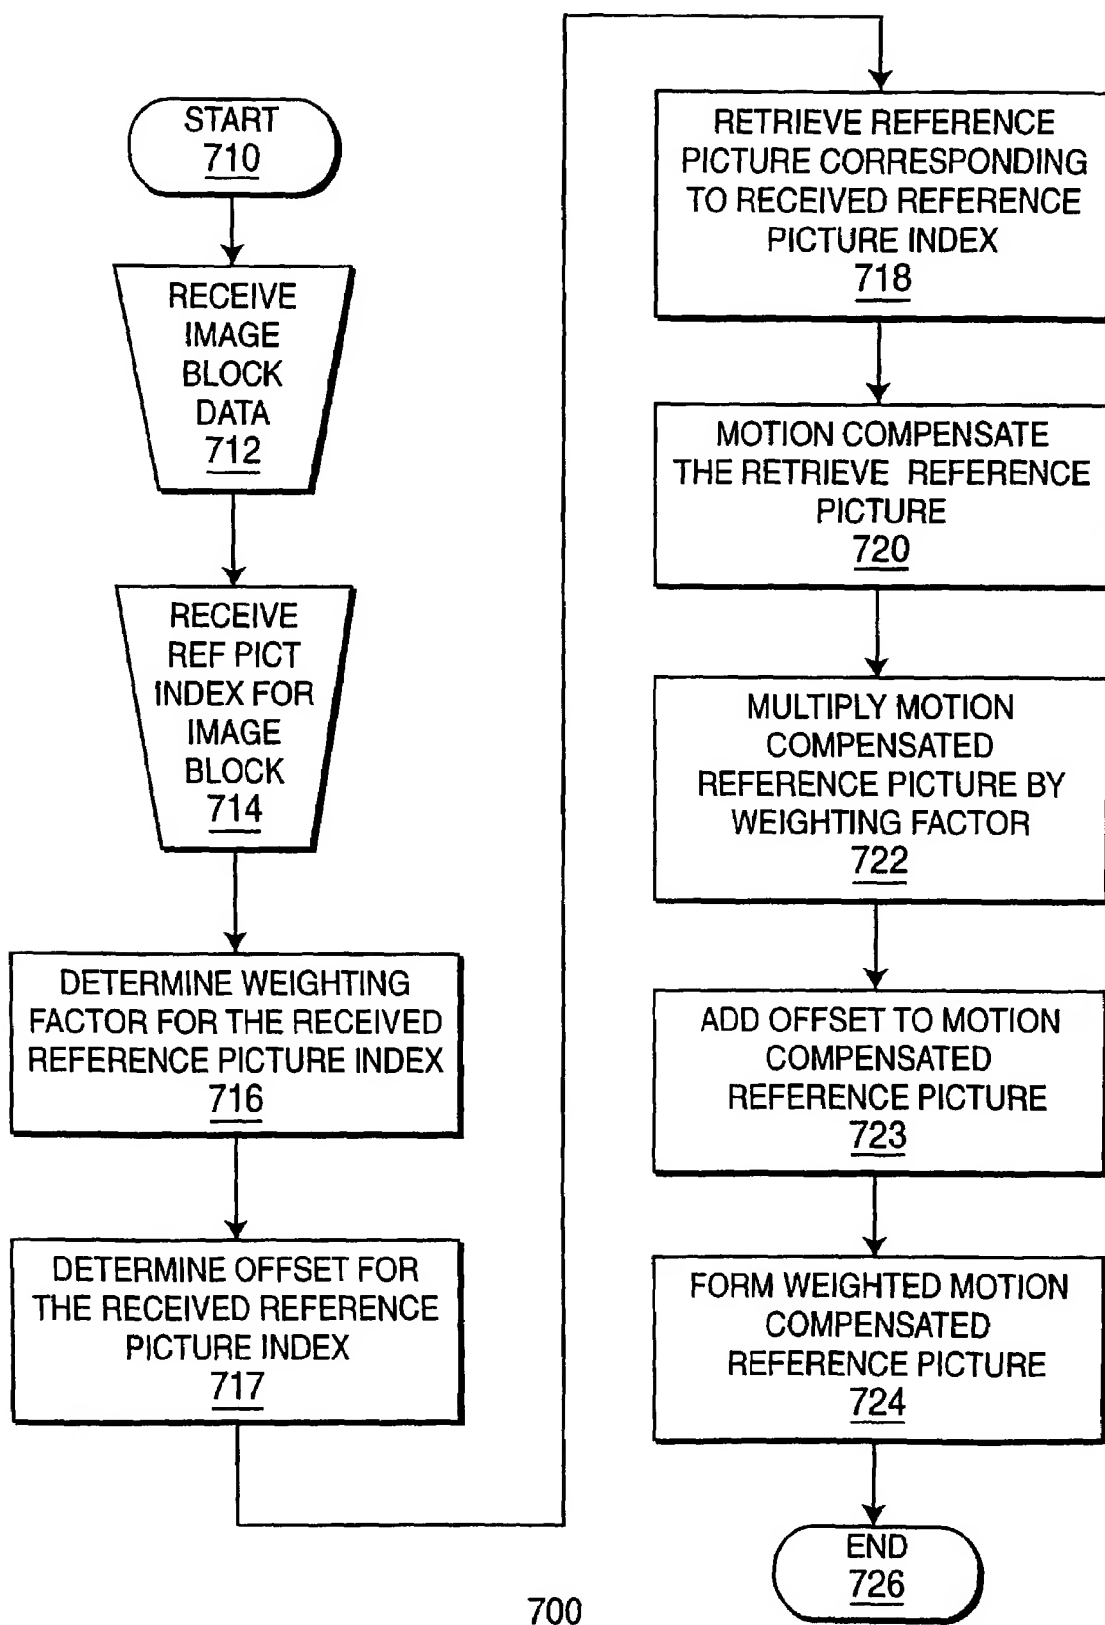 START
710
RECEIVE
IMAGE
BLOCK
DATA
712
RECEIVE
REF PICT
INDEX FOR
IMAGE
BLOCK
714
DETERMINE WEIGHTING
FACTOR FOR THE RECEIVED
REFERENCE PICTURE INDEX
716
DETERMINE OFFSET FOR
THE RECEIVED REFERENCE
PICTURE INDEX
717
RETRIEVE REFERENCE
PICTURE CORRESPONDING
TO RECEIVED REFERENCE
PICTURE INDEX
718
MOTION COMPENSATE
THE RETRIEVE REFERENCE
PICTURE
720
MULTIPLY MOTION
COMPENSATED
REFERENCE PICTURE BY
WEIGHTING FACTOR
722
ADD OFFSET TO MOTION
COMPENSATED
REFERENCE PICTURE
723
FORM WEIGHTED MOTION
COMPENSATED
REFERENCE PICTURE
724
END
726
700